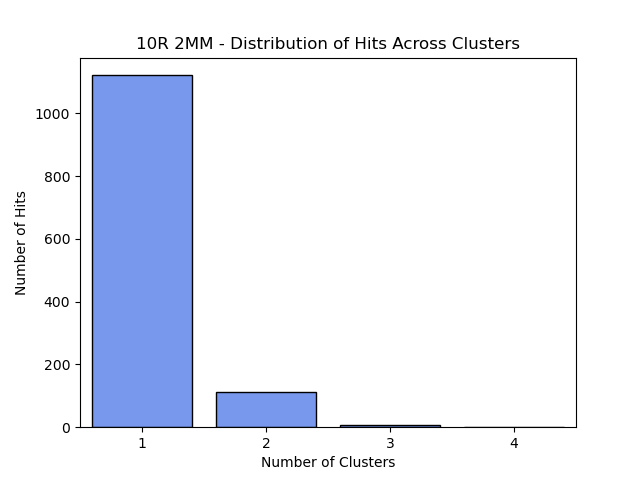 10R 2MM - Distribution of Hits Across Clusters
Number of Hits
1000
800
600
400
200
0
1 2 3 4
Number of Clusters